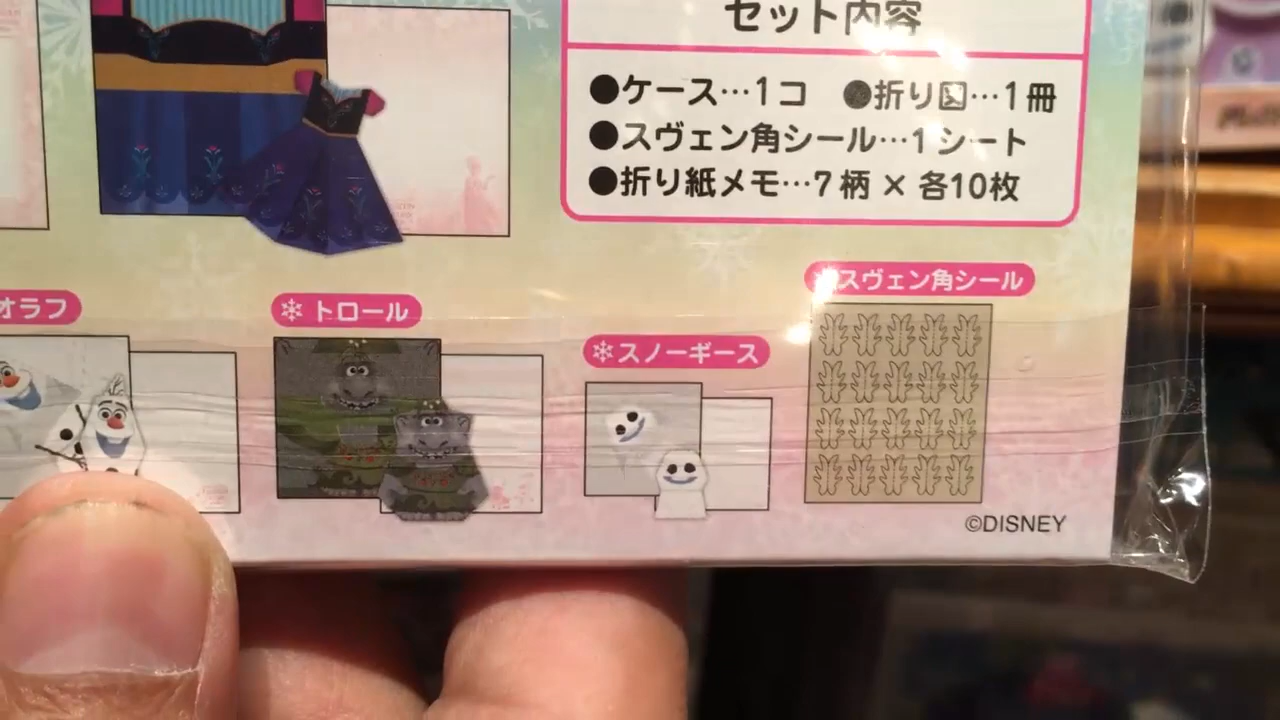 セット内容
●ケース…1コ ●折り図…1冊
●スヴェン角シール…1シート
●折り紙メモ…7柄×各10枚
オラフ
トロール
スノーギース
スヴェン角シール
©DISNEY